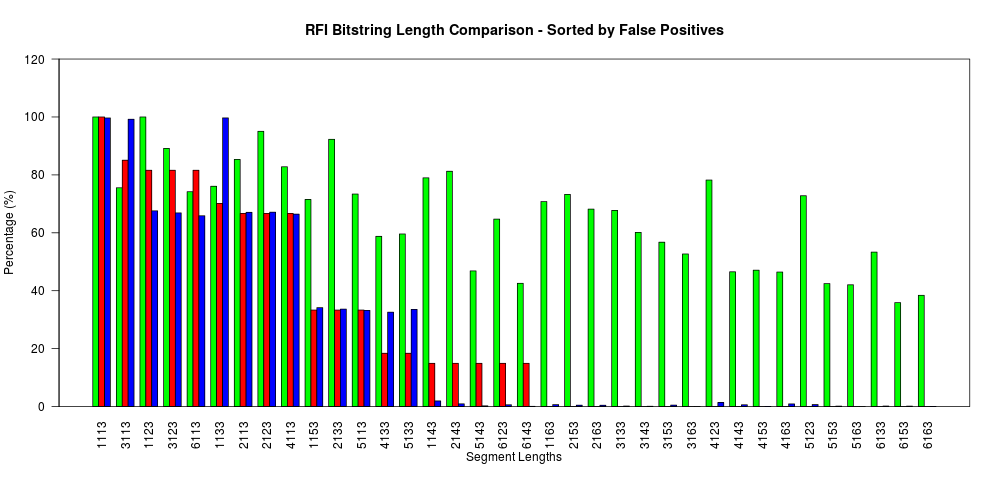 RFI Bitstring Length Comparison - Sorted by False Positives
120
100
80
60
40
20
0
Percentage (%)
1113 3113 1123 3123 6113 1133 2113 2123 4113 1153 2133 5113 4133 5133 1143 2143 5143 6123 6143 1163 2153 2163 3133 3143 3153 3163 4123 4143 4153 4163 5123 5153 5163 6133 6153 6163
Segment Lengths